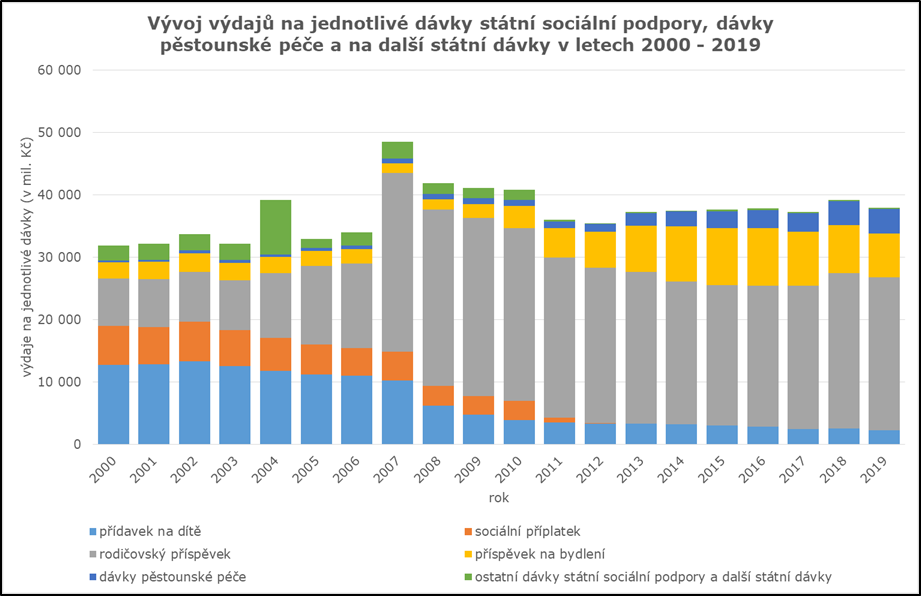 Vývoj výdajů na jednotlivé dávky státní sociální podpory, dávky
pěstounské péče a na další státní dávky v letech 2000 - 2019
60 000
50 000
40 000
30 000
20 000
10 000
0
výdaje na jednotlivé dávky (v mil. Kč)
2000 2001 2002 2003 2004 2005 2006 2007 2008 2009 2010 2011 2012 2013 2014 2015 2016 2017 2018 2019
rok
přídavek na dítě
sociální příplatek
rodičovský příspěvek
příspěvek na bydlení
dávky pěstounské péče
ostatní dávky státní sociální podpory a další státní dávky